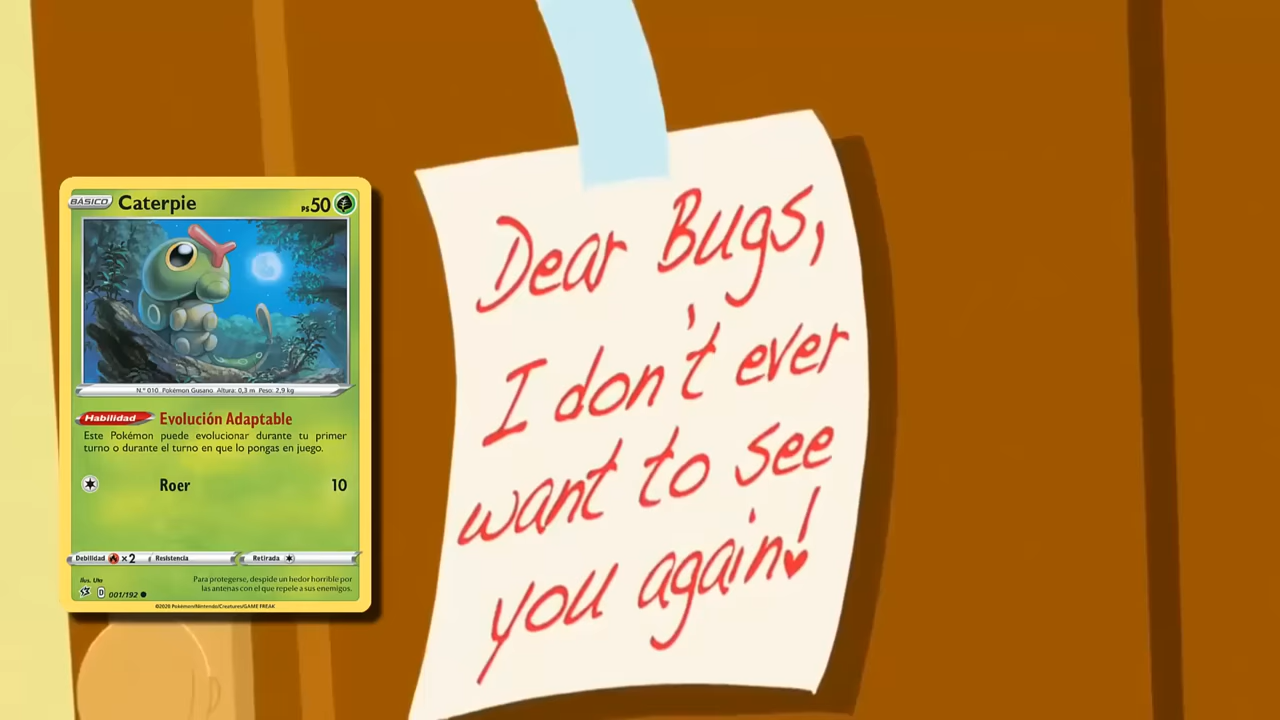 BÁSICO Caterpie PS50
N.º 010 Pokémon Gusano Altura: 0,3 m Peso: 2,9 kg
Habilidad Evolución Adaptable
Este Pokémon puede evolucionar durante tu primer
turno o durante el turno en que lo pongas en juego.
Roer 10
Debilidad ×2 Resistencia Retirada
Ilus. Uto
D 001/192
Para protegerse, despide un hedor horrible por
las antenas con el que repele a sus enemigos.
©2020 Pokémon/Nintendo/Creatures/GAME FREAK
Dear Bugs,
I don't ever
want to see
you again!